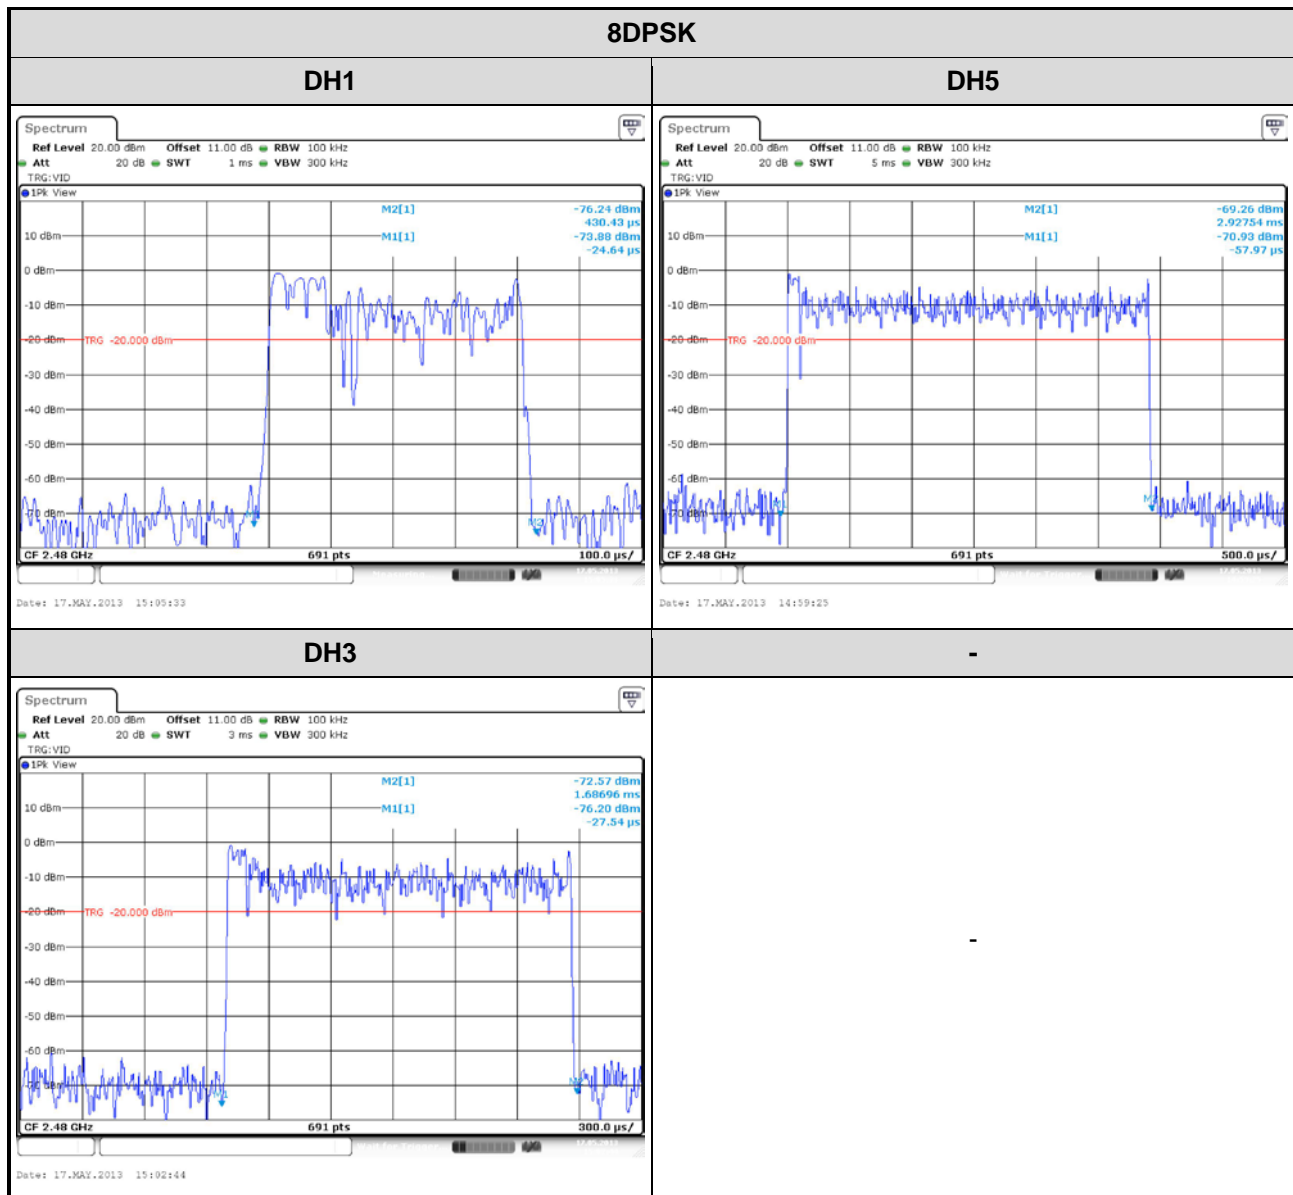 8DPSK
DH1
DH5
Spectrum
Ref Level 20.00 dBm Offset 11.00 dB RBW 100 kHz
Att 20 dB SWT 1 ms VBW 300 kHz
TRG:VID
1Pk View
M2[1] -76.24 dBm
430.43 µs
10 dBm M1[1] -73.88 dBm
-24.64 µs
0 dBm
-10 dBm
-20 dBm TRG -20.000 dBm
-30 dBm
-40 dBm
-50 dBm
-60 dBm
-70 dBm
M2
CF 2.48 GHz 691 pts 100.0 µs/
Date: 17.MAY.2013 15:05:33
Spectrum
Ref Level 20.00 dBm Offset 11.00 dB RBW 100 kHz
Att 20 dB SWT 5 ms VBW 300 kHz
TRG:VID
1Pk View
M2[1] -69.26 dBm
2.92754 ms
10 dBm M1[1] -70.93 dBm
-57.97 µs
0 dBm
-10 dBm
-20 dBm TRG -20.000 dBm
-30 dBm
-40 dBm
-50 dBm
-60 dBm
-70 dBm M1
CF 2.48 GHz 691 pts 500.0 µs/
Date: 17.MAY.2013 14:59:25
DH3
-
Spectrum
Ref Level 20.00 dBm Offset 11.00 dB RBW 100 kHz
Att 20 dB SWT 3 ms VBW 300 kHz
TRG:VID
1Pk View
M2[1] -72.57 dBm
1.68696 ms
10 dBm M1[1] -76.20 dBm
-27.54 µs
0 dBm
-10 dBm
-20 dBm TRG -20.000 dBm
-30 dBm
-40 dBm
-50 dBm
-60 dBm
-70 dBm
M1
CF 2.48 GHz 691 pts 300.0 µs/
Date: 17.MAY.2013 15:02:44
-